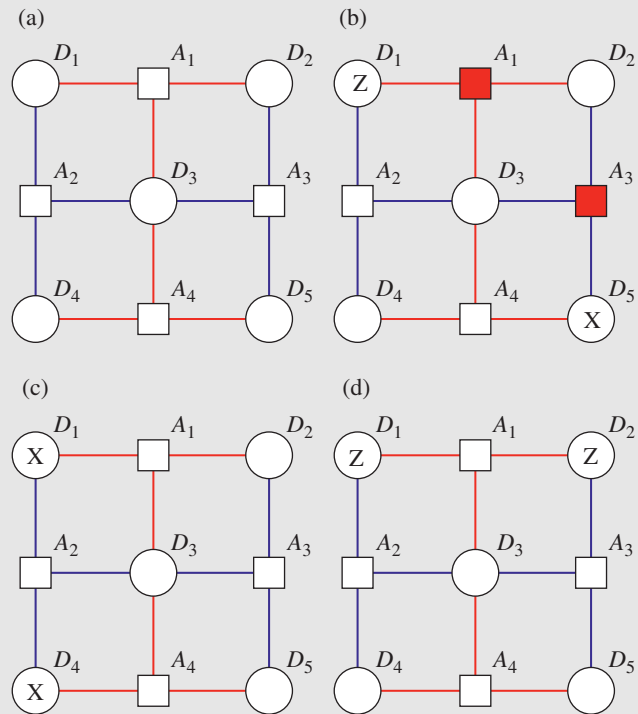 (a)
D₁ A₁ D₂
A₂ D₃ A₃
D₄ A₄ D₅
(b)
D₁ A₁ D₂
Z
A₂ D₃ A₃
D₄ A₄ D₅
X
(c)
D₁ A₁ D₂
X
A₂ D₃ A₃
D₄ A₄ D₅
X
(d)
D₁ A₁ D₂
Z Z
A₂ D₃ A₃
D₄ A₄ D₅